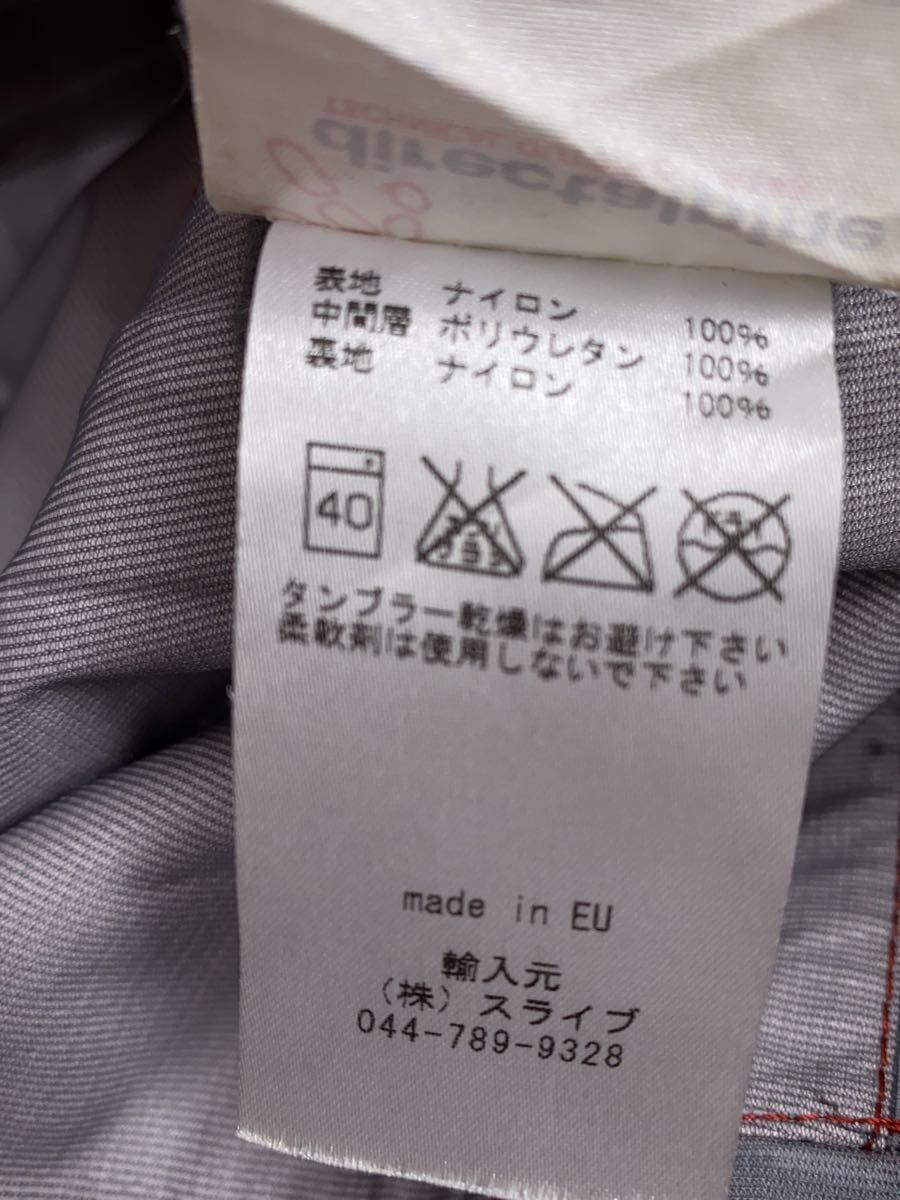 directalpine
表地 ナイロン 100%
中間層 ポリウレタン 100%
裏地 ナイロン 100%
40
タンブラー乾燥はお避け下さい
柔軟剤は使用しないで下さい
made in EU
輸入元
(株)スライブ
044-789-9328